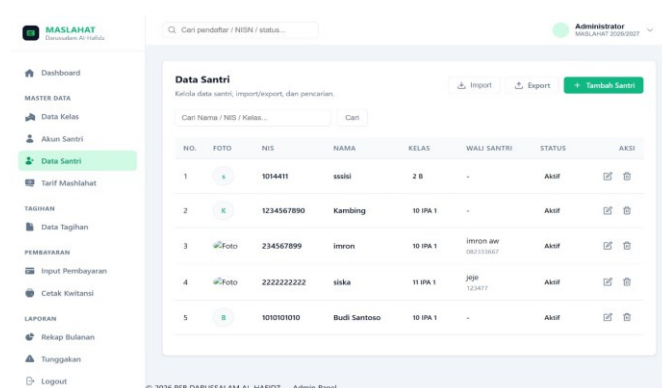 MASLAHAT
Darussalam Al-Hafidz
Cari pendaftar / NISN / status...
Administrator
MASLAHAT 2026/2027
Dashboard
MASTER DATA
Data Kelas
Akun Santri
Data Santri
Tarif Mashlahat
TAGIHAN
Data Tagihan
PEMBAYARAN
Input Pembayaran
Cetak Kwitansi
LAPORAN
Rekap Bulanan
Tunggakan
Logout
Data Santri
Kelola data santri, import/export, dan pencarian.
Import
Export
+ Tambah Santri
Cari Nama / NIS / Kelas...
Cari
NO. FOTO NIS NAMA KELAS WALI SANTRI STATUS AKSI
1 s 1014411 sssisi 2 B - Aktif
2 K 1234567890 Kambing 10 IPA 1 - Aktif
3 Foto 234567899 imron 10 IPA 1 imron aw Aktif
082333667
4 Foto 2222222222 siska 11 IPA 1 jeje Aktif
123477
5 B 1010101010 Budi Santoso 10 IPA 1 - Aktif
© 2026 PSB DARUSSALAM AL-HAFIDZ — Admin Panel